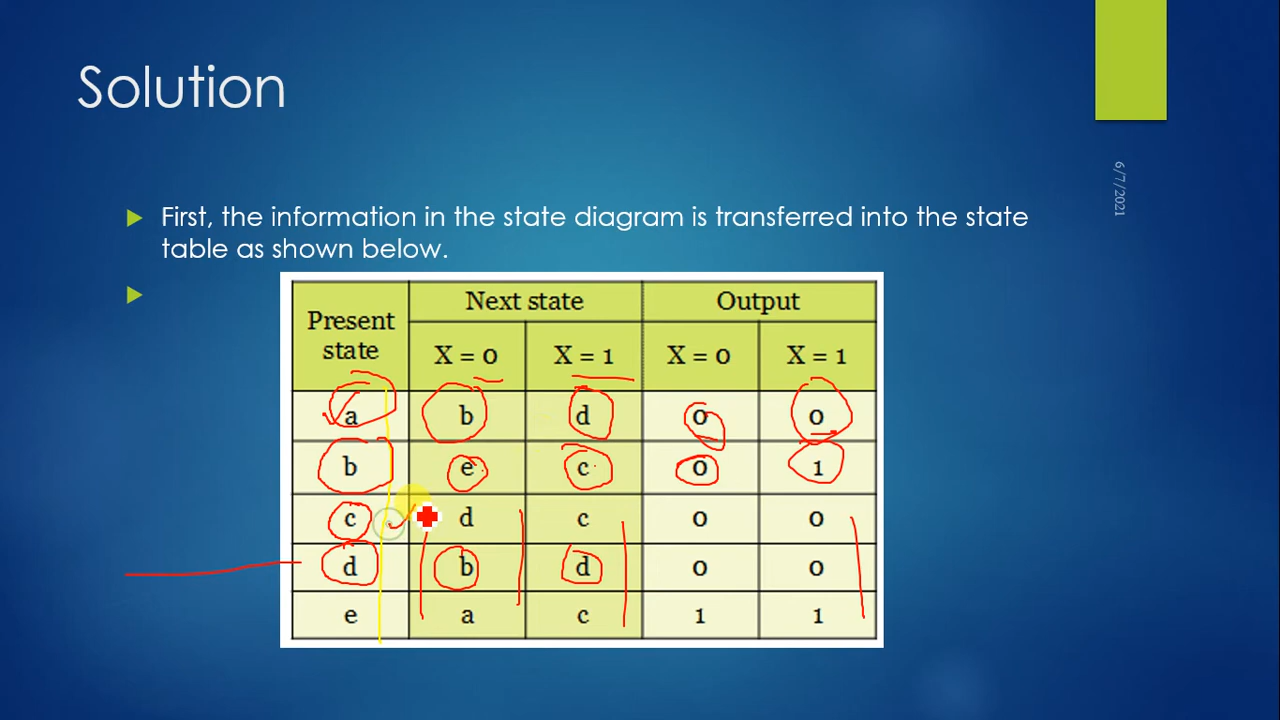 Solution
6/7/2021
First, the information in the state diagram is transferred into the state
table as shown below.
Present state Next state Output
X = 0 X = 1 X = 0 X = 1
a b d 0 0
b e c 0 1
c d c 0 0
d b d 0 0
e a c 1 1